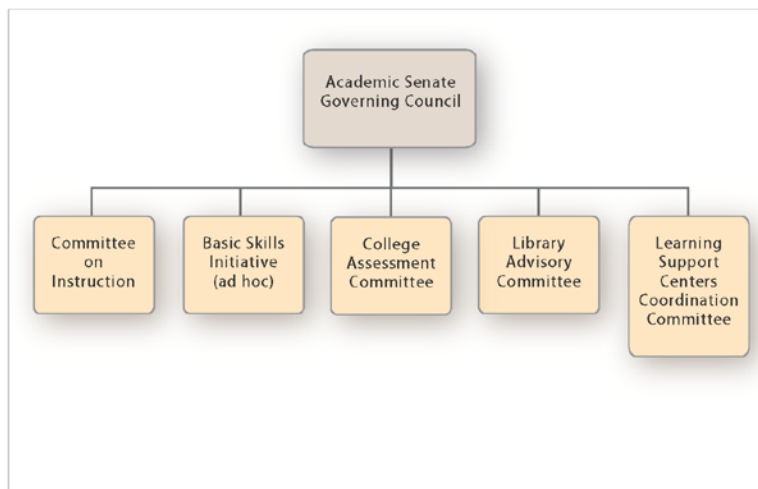 Academic Senate
Governing Council
Committee
on
Instruction
Basic Skills
Initiative
(ad hoc)
College
Assessment
Committee
Library
Advisory
Committee
Learning
Support
Centers
Coordination
Committee